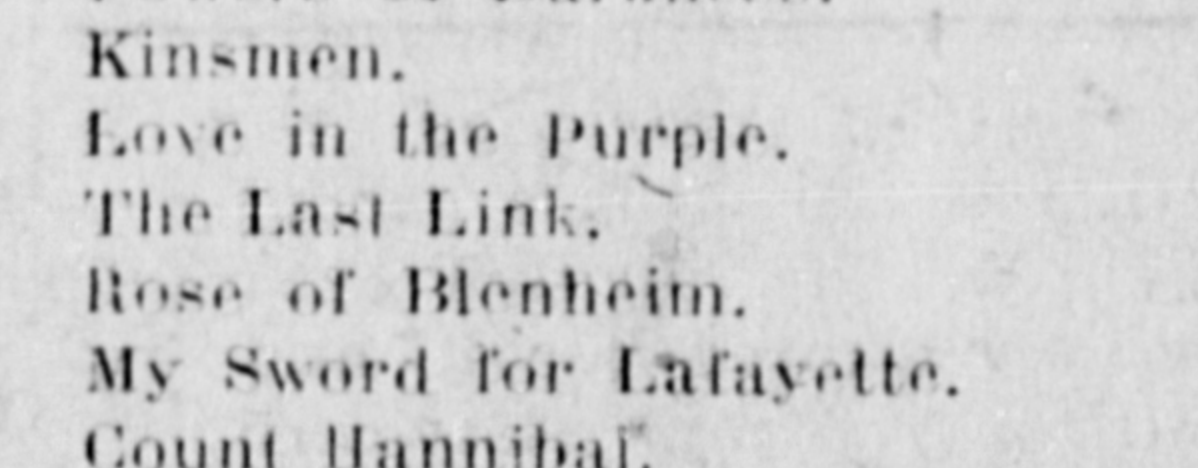 Kinsmen.
Love in the Purple.
The Last Link.
Rose of Blenheim.
My Sword for Lafayette.
Count Hannibal.